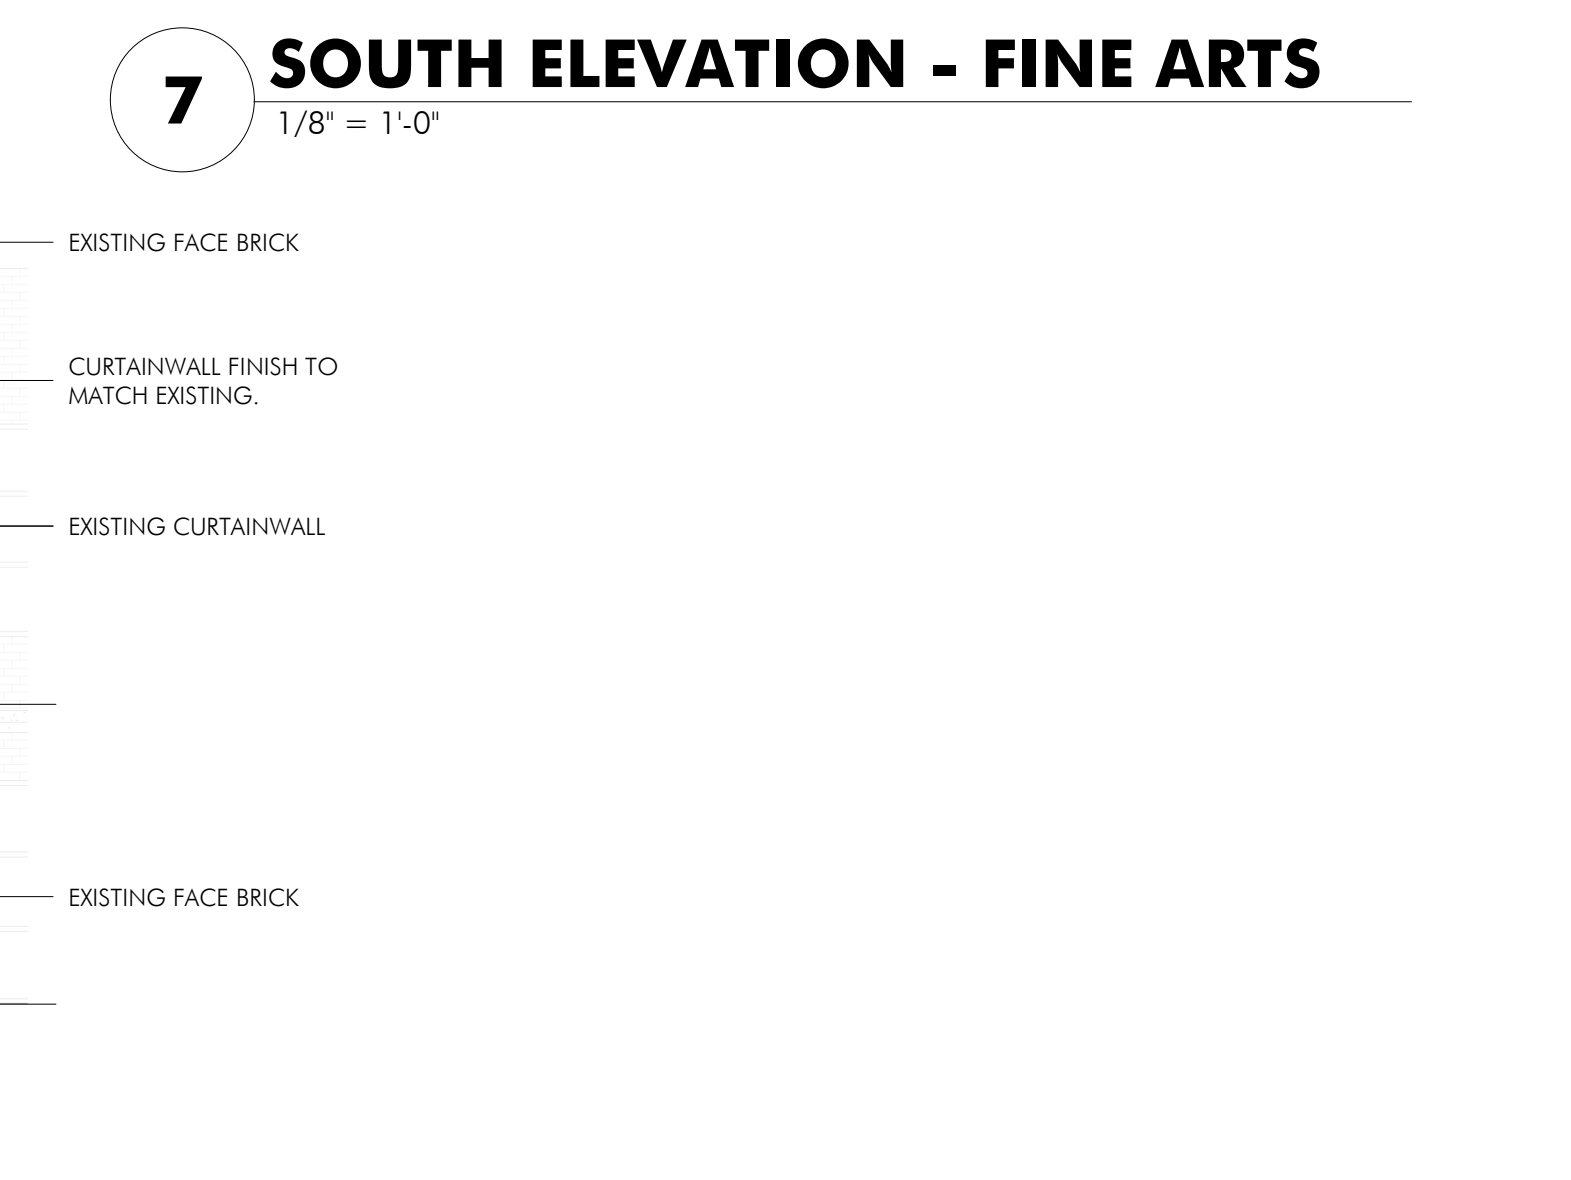 7
SOUTH ELEVATION - FINE ARTS
1/8" = 1'-0"
EXISTING FACE BRICK
CURTAINWALL FINISH TO
MATCH EXISTING.
EXISTING CURTAINWALL
EXISTING FACE BRICK